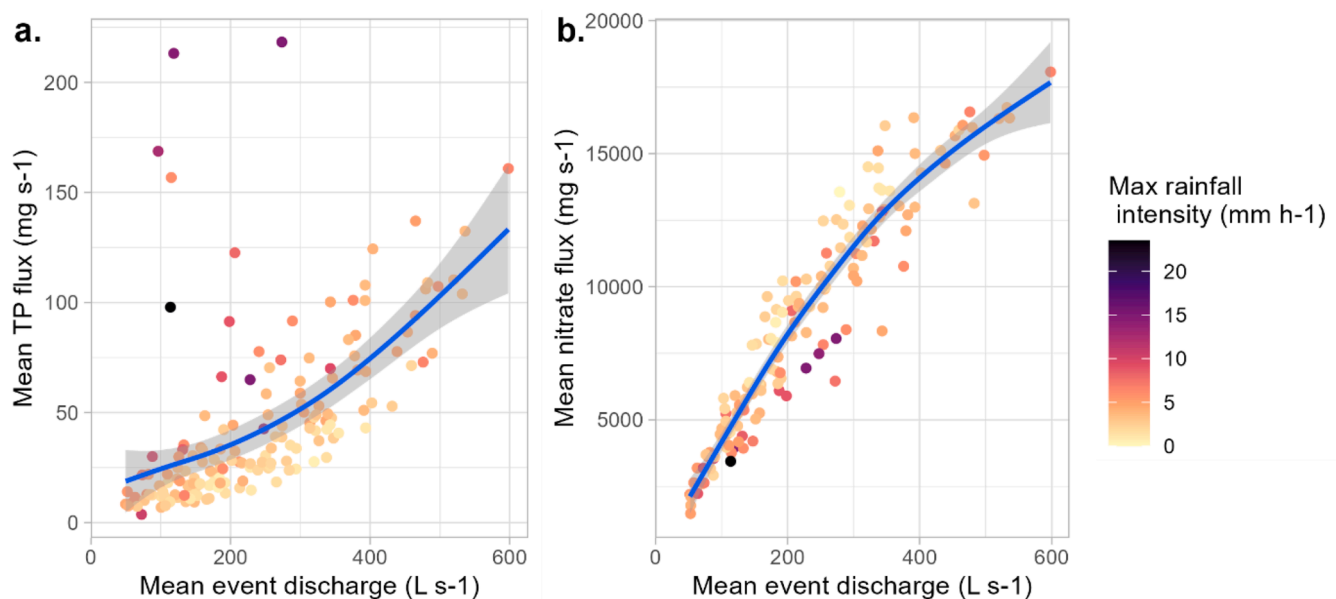 a.
Mean TP flux (mg s-1)
200
150
100
50
0
0 200 400 600
Mean event discharge (L s-1)
b.
Mean nitrate flux (mg s-1)
20000
15000
10000
5000
0 200 400 600
Mean event discharge (L s-1)
Max rainfall
intensity (mm h-1)
20
15
10
5
0